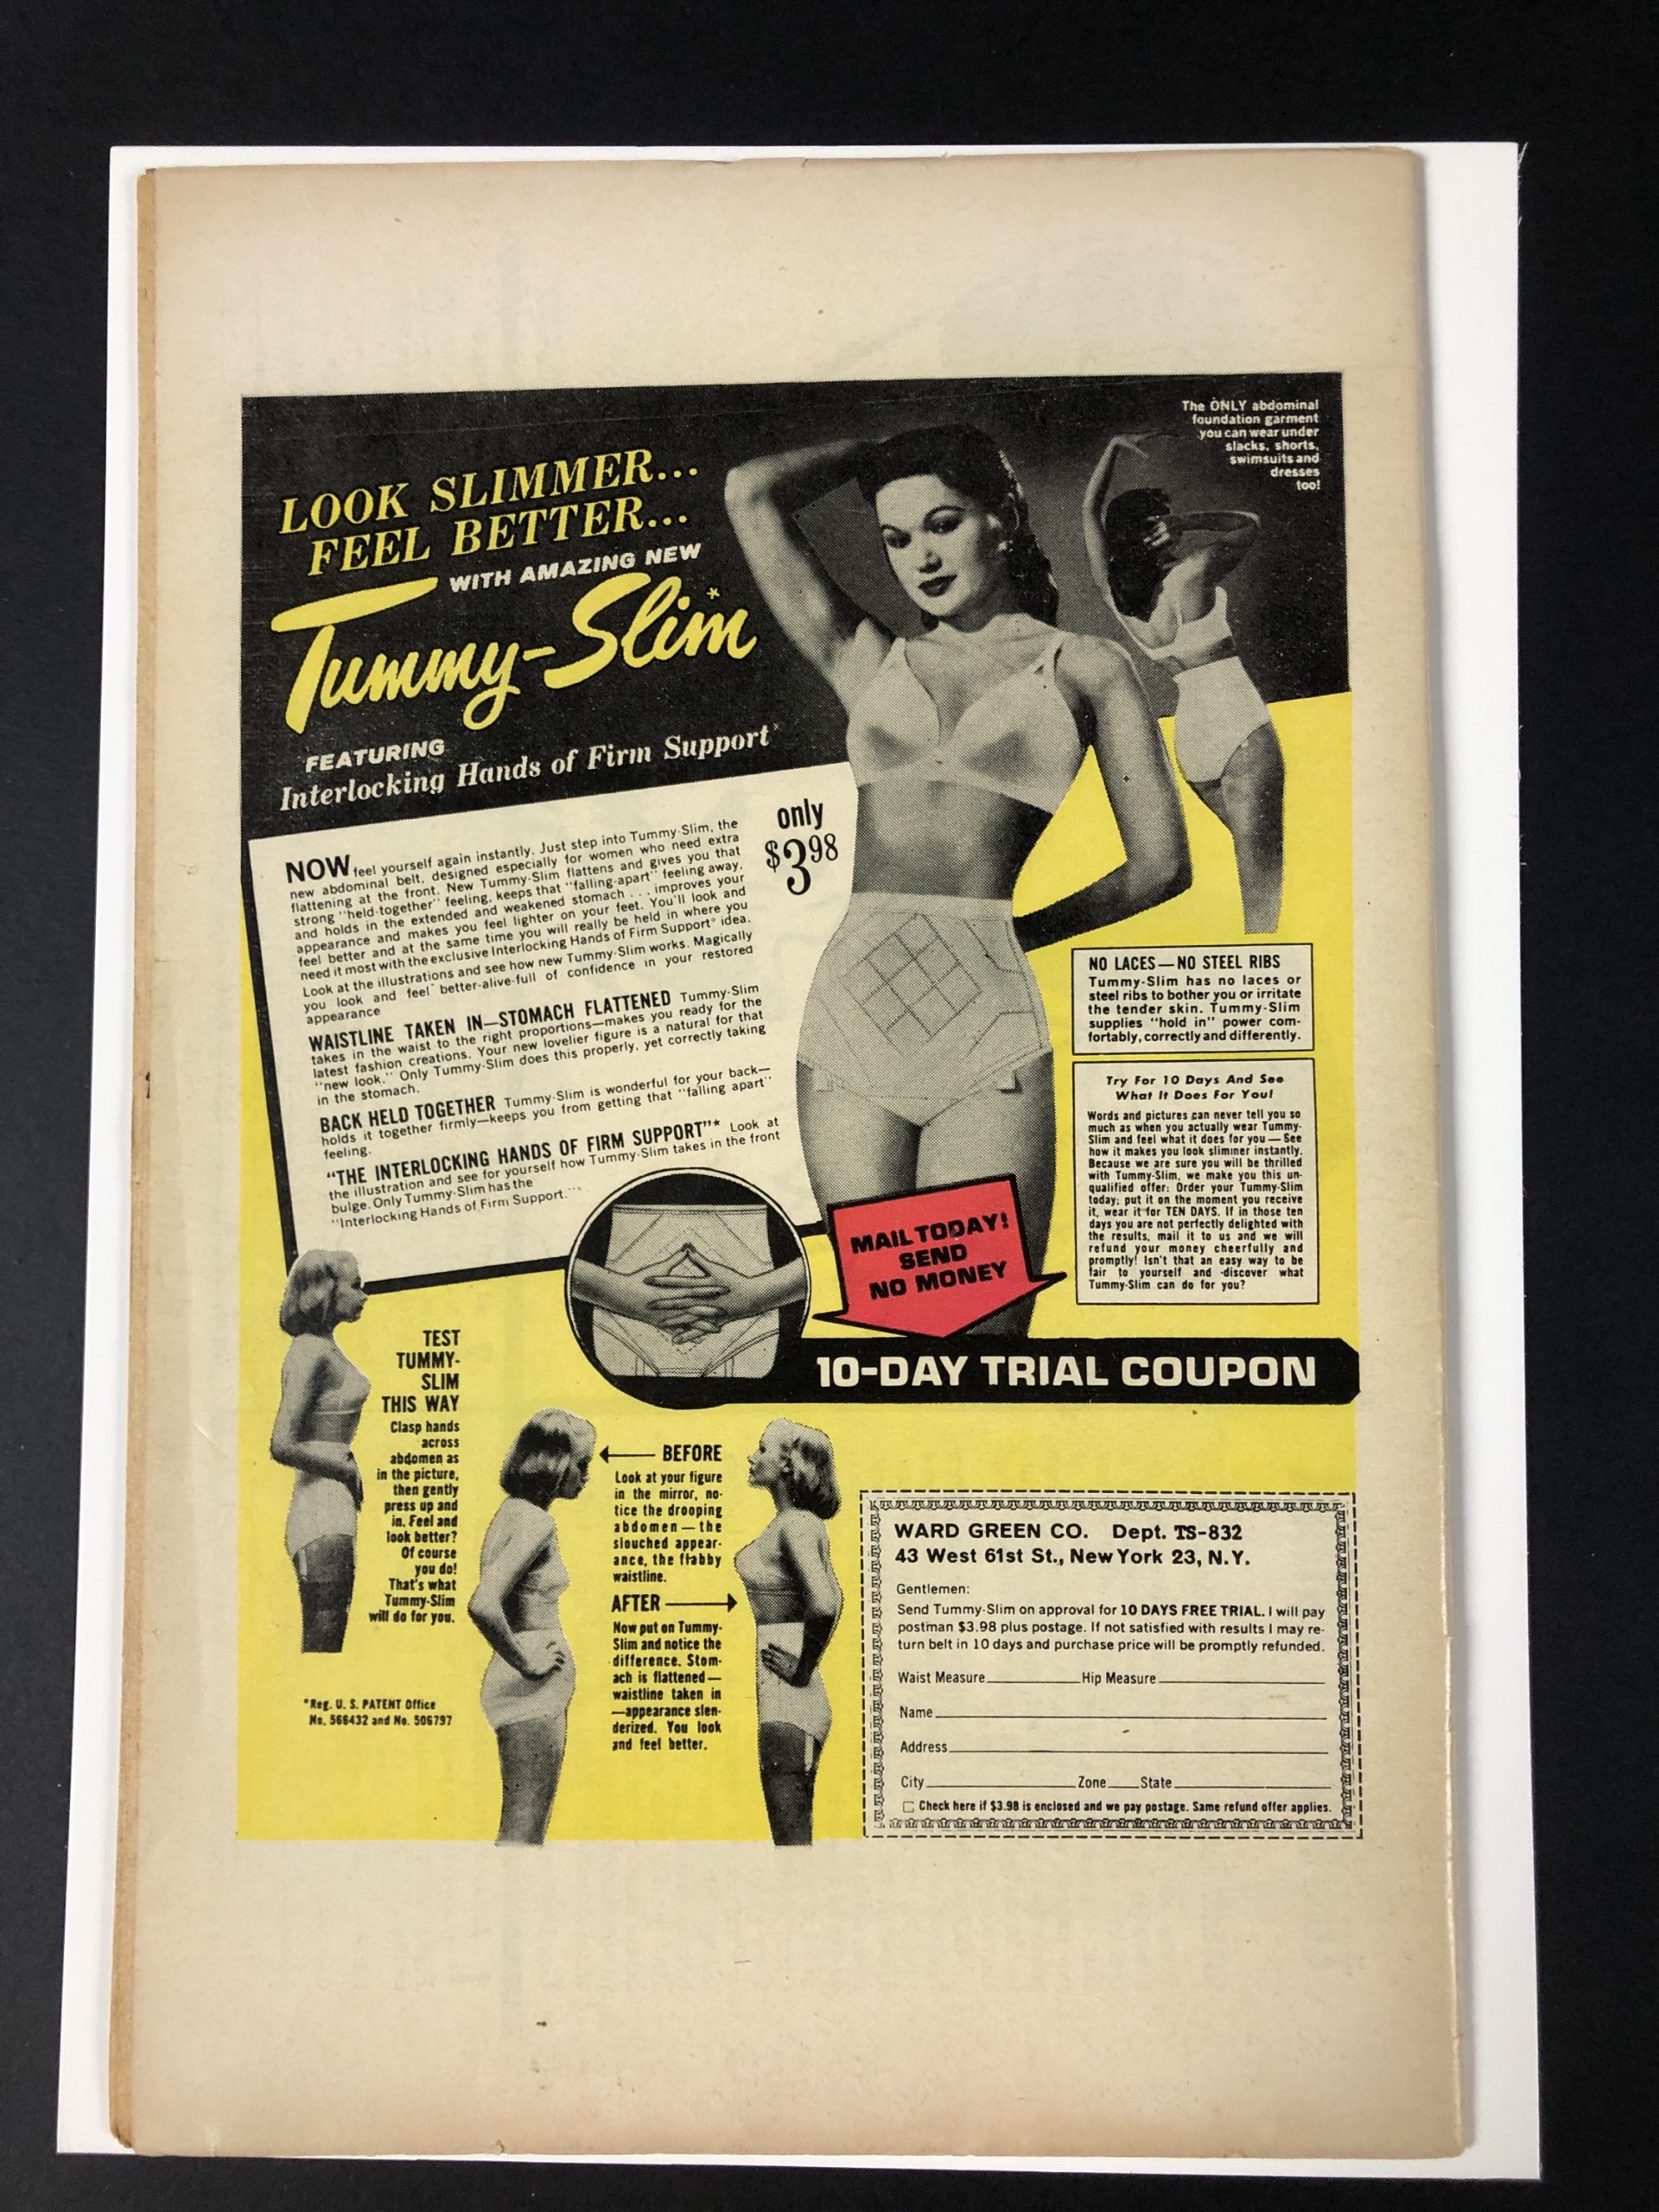 The ONLY abdominal
foundation garment
you can wear under
slacks, shorts,
swimsuits and
dresses
too!
LOOK SLIMMER...
FEEL BETTER...
WITH AMAZING NEW
Tummy-Slim*
FEATURING
Interlocking Hands of Firm Support*
only
$3.98
NOW feel yourself again instantly. Just step into Tummy-Slim, the
new abdominal belt, designed especially for women who need extra
flattening at the front. New Tummy-Slim flattens and gives you that
strong "held-together" feeling, keeps that "falling-apart" feeling away,
and holds in the extended and weakened stomach . . . improves your
appearance and makes you feel lighter on your feet. You'll look and
feel better and at the same time you will really be held in where you
need it most with the exclusive Interlocking Hands of Firm Support* idea.
Look at the illustrations and see how new Tummy-Slim works. Magically
you look and feel better-alive-full of confidence in your restored
appearance
WAISTLINE TAKEN IN—STOMACH FLATTENED Tummy-Slim
takes in the waist to the right proportions—makes you ready for the
latest fashion creations. Your new lovelier figure is a natural for that
"new look." Only Tummy-Slim does this properly, yet correctly taking
in the stomach.
BACK HELD TOGETHER Tummy-Slim is wonderful for your back—
holds it together firmly—keeps you from getting that "falling apart"
feeling.
"THE INTERLOCKING HANDS OF FIRM SUPPORT"* Look at
the illustration and see for yourself how Tummy-Slim takes in the front
bulge. Only Tummy-Slim has the
"Interlocking Hands of Firm Support."
NO LACES—NO STEEL RIBS
Tummy-Slim has no laces or
steel ribs to bother you or irritate
the tender skin. Tummy-Slim
supplies "hold in" power com-
fortably, correctly and differently.
Try For 10 Days And See
What It Does For You!
Words and pictures can never tell you so
much as when you actually wear Tummy-
Slim and feel what it does for you — See
how it makes you look slimmer instantly.
Because we are sure you will be thrilled
with Tummy-Slim, we make you this un-
qualified offer: Order your Tummy-Slim
today; put it on the moment you receive
it, wear it for TEN DAYS. If in those ten
days you are not perfectly delighted with
the results, mail it to us and we will
refund your money cheerfully and
promptly! Isn't that an easy way to be
fair to yourself and discover what
Tummy-Slim can do for you?
MAIL TODAY!
SEND
NO MONEY
10-DAY TRIAL COUPON
TEST
TUMMY-
SLIM
THIS WAY
Clasp hands
across
abdomen as
in the picture,
then gently
press up and
in. Feel and
look better?
Of course
you do!
That's what
Tummy-Slim
will do for you.
*Reg. U. S. PATENT Office
No. 566432 and No. 506797
BEFORE
Look at your figure
in the mirror, no-
tice the drooping
abdomen — the
slouched appear-
ance, the flabby
waistline.
AFTER
Now put on Tummy-
Slim and notice the
difference. Stom-
ach is flattened —
waistline taken in
—appearance slen-
derized. You look
and feel better.
WARD GREEN CO. Dept. TS-832
43 West 61st St., New York 23, N.Y.
Gentlemen:
Send Tummy-Slim on approval for 10 DAYS FREE TRIAL. I will pay
postman $3.98 plus postage. If not satisfied with results I may re-
turn belt in 10 days and purchase price will be promptly refunded.
Waist Measure Hip Measure
Name
Address
City Zone State
Check here if $3.98 is enclosed and we pay postage. Same refund offer applies.